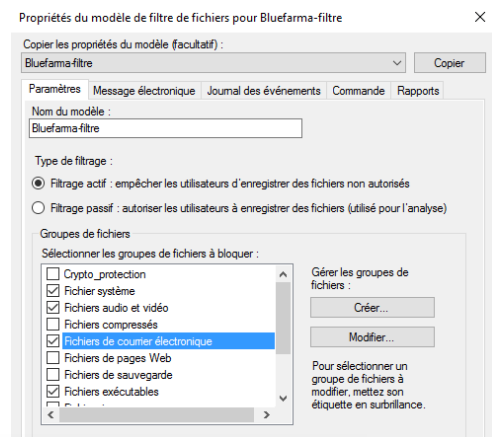 Propriétés du modèle de filtre de fichiers pour Bluefarma-filtre
Copier les propriétés du modèle (facultatif) :
Bluefarma-filtre
Copier
Paramètres Message électronique Journal des événements Commande Rapports
Nom du modèle :
Bluefarma-filtre
Type de filtrage :
Filtrage actif : empêcher les utilisateurs d'enregistrer des fichiers non autorisés
Filtrage passif : autoriser les utilisateurs à enregistrer des fichiers (utilisé pour l'analyse)
Groupes de fichiers
Sélectionner les groupes de fichiers à bloquer :
Crypto_protection
Fichier système
Fichiers audio et vidéo
Fichiers compressés
Fichiers de courrier électronique
Fichiers de pages Web
Fichiers de sauvegarde
Fichiers exécutables
Gérer les groupes de
fichiers :
Créer...
Modifier...
Pour sélectionner un
groupe de fichiers à
modifier, mettez son
étiquette en surbrillance.